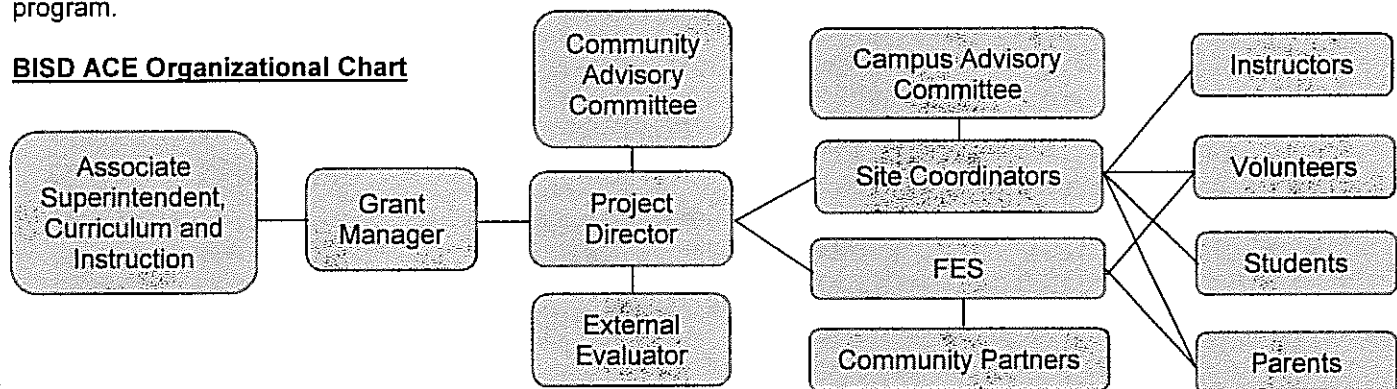 program.
BISD ACE Organizational Chart
Associate
Superintendent,
Curriculum and
Instruction
Grant
Manager
Community
Advisory
Committee
Project
Director
External
Evaluator
Campus Advisory
Committee
Site Coordinators
FES
Community Partners
Instructors
Volunteers
Students
Parents